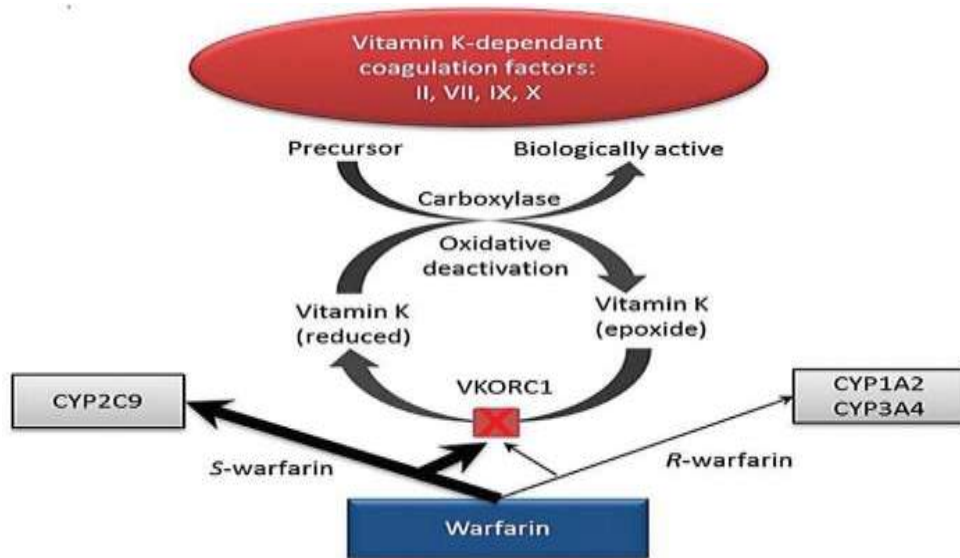 Vitamin K-dependant
coagulation factors:
II, VII, IX, X
Precursor
Biologically active
Carboxylase
Oxidative
deactivation
Vitamin K
(reduced)
Vitamin K
(epoxide)
VKORC1
CYP2C9
CYP1A2
CYP3A4
S-warfarin
R-warfarin
Warfarin